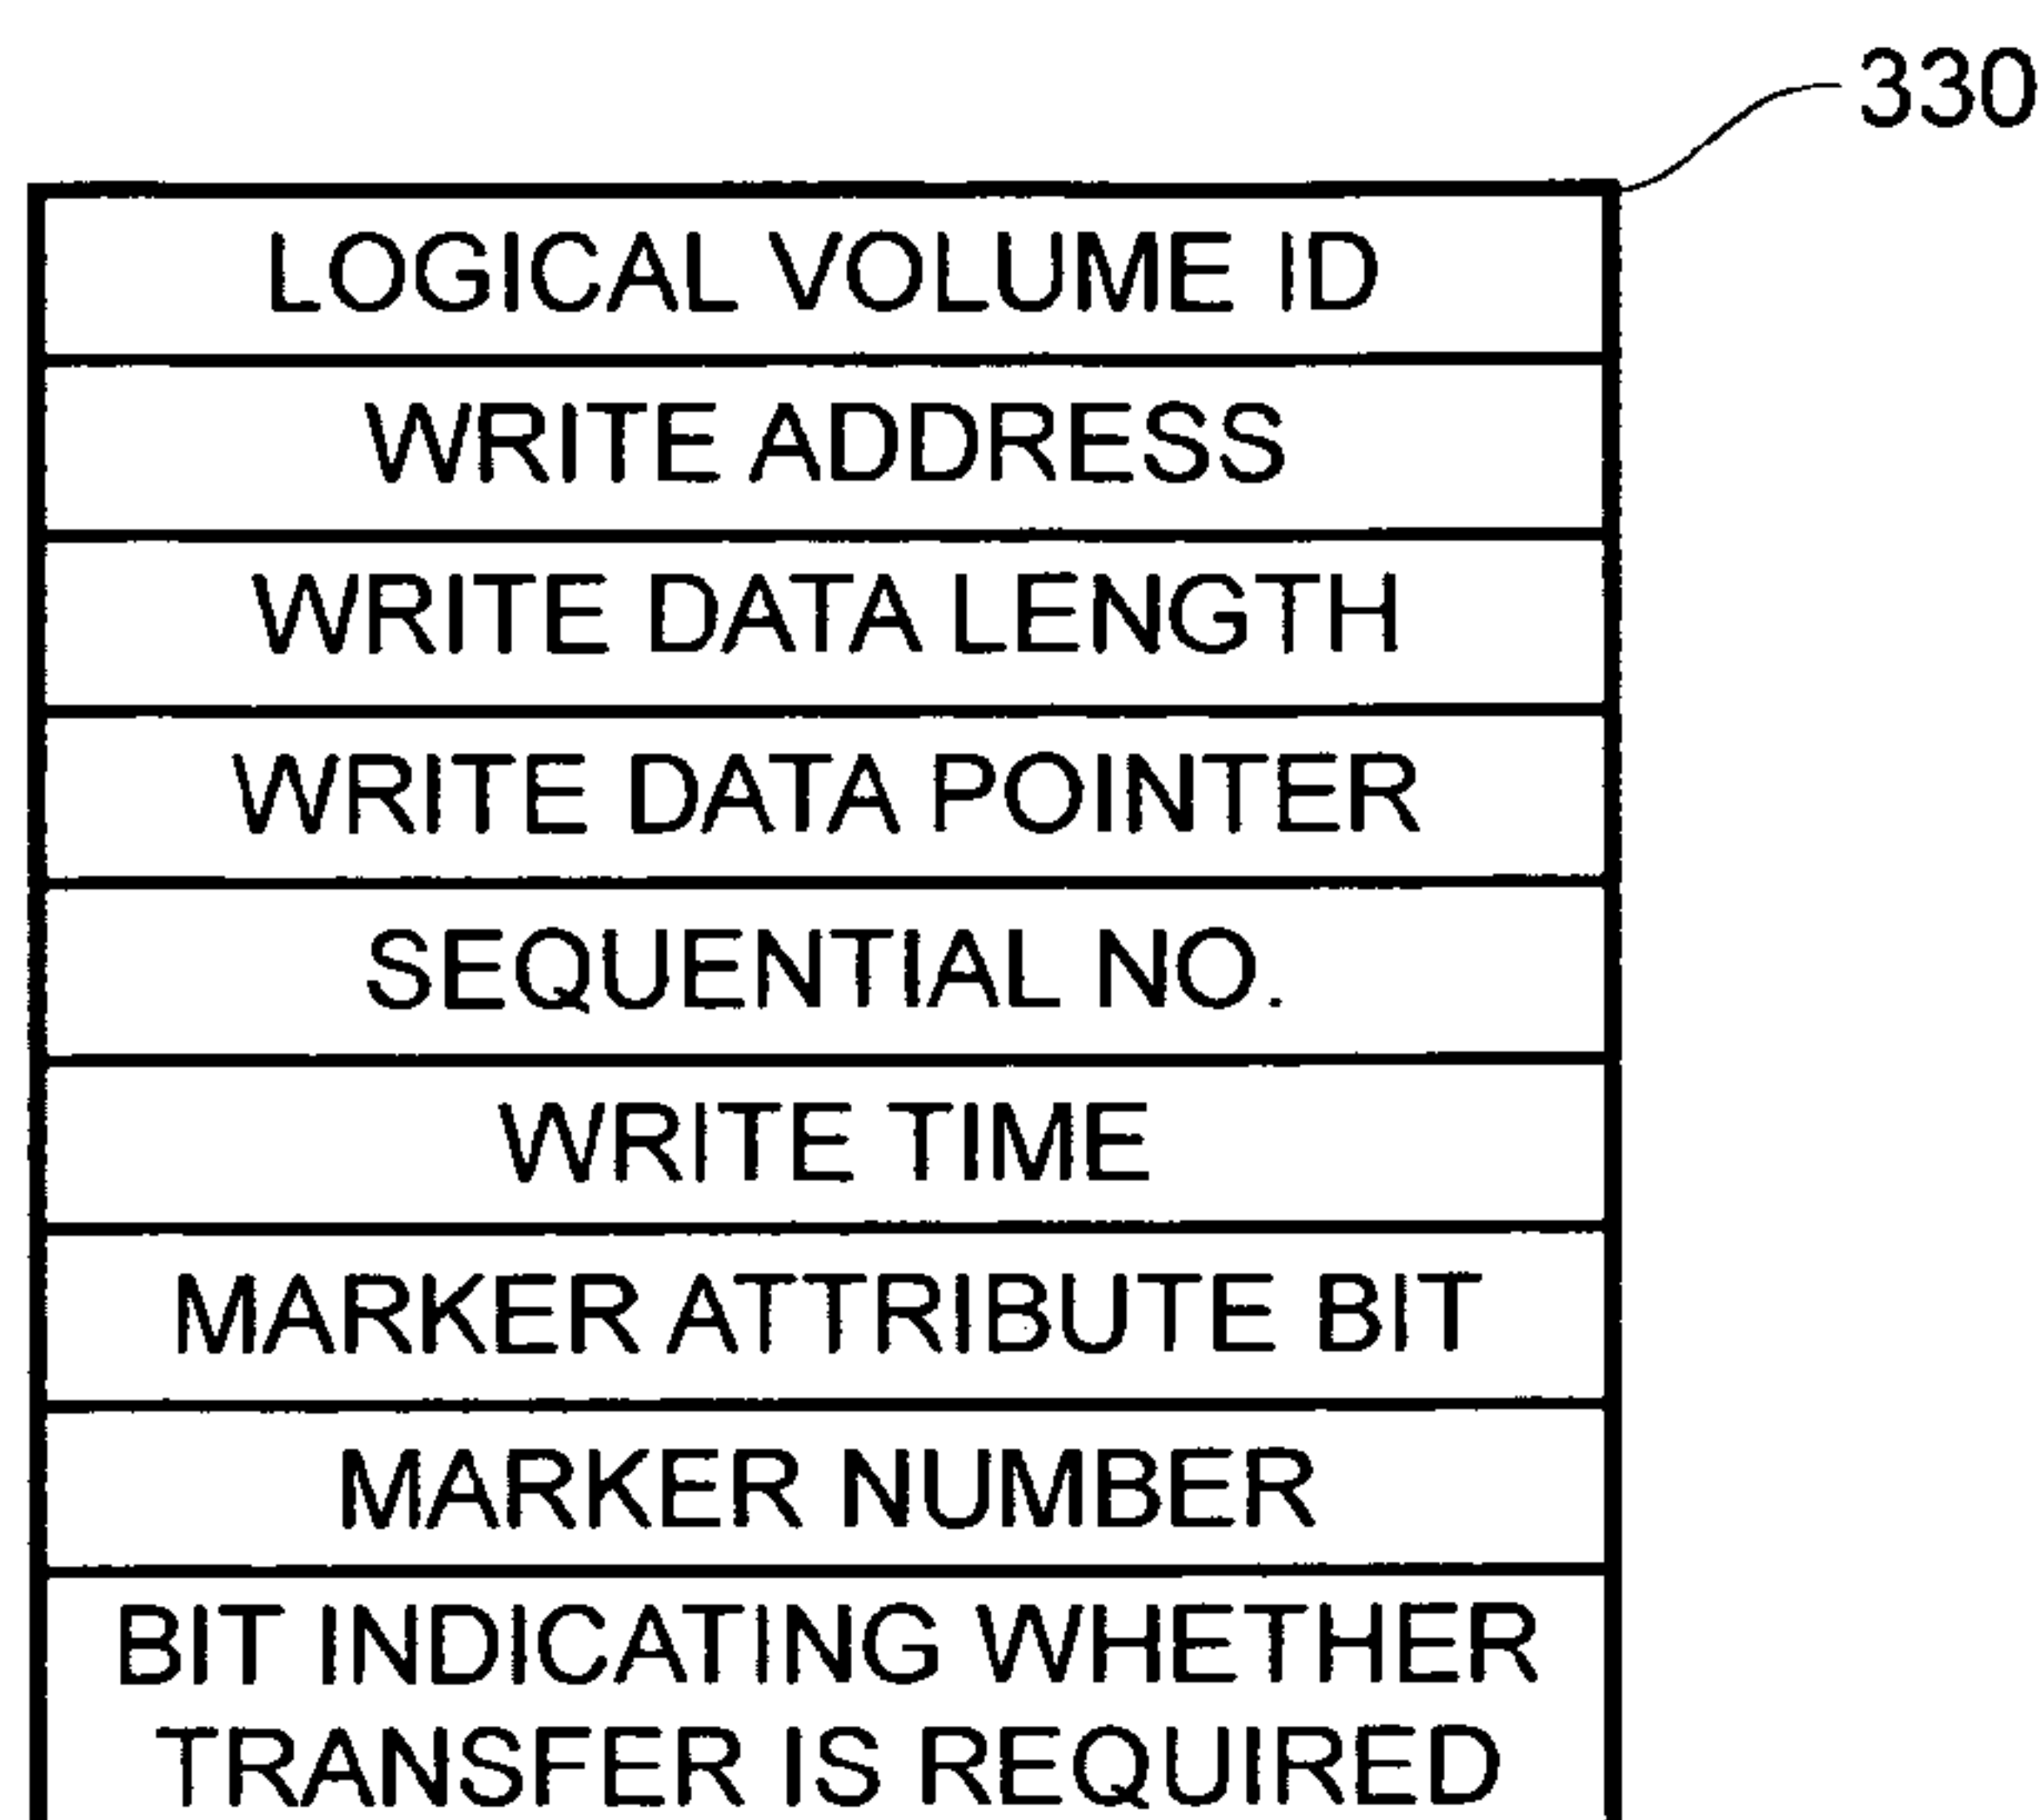 330
LOGICAL VOLUME ID
WRITE ADDRESS
WRITE DATA LENGTH
WRITE DATA POINTER
SEQUENTIAL NO.
WRITE TIME
MARKER ATTRIBUTE BIT
MARKER NUMBER
BIT INDICATING WHETHER
TRANSFER IS REQUIRED